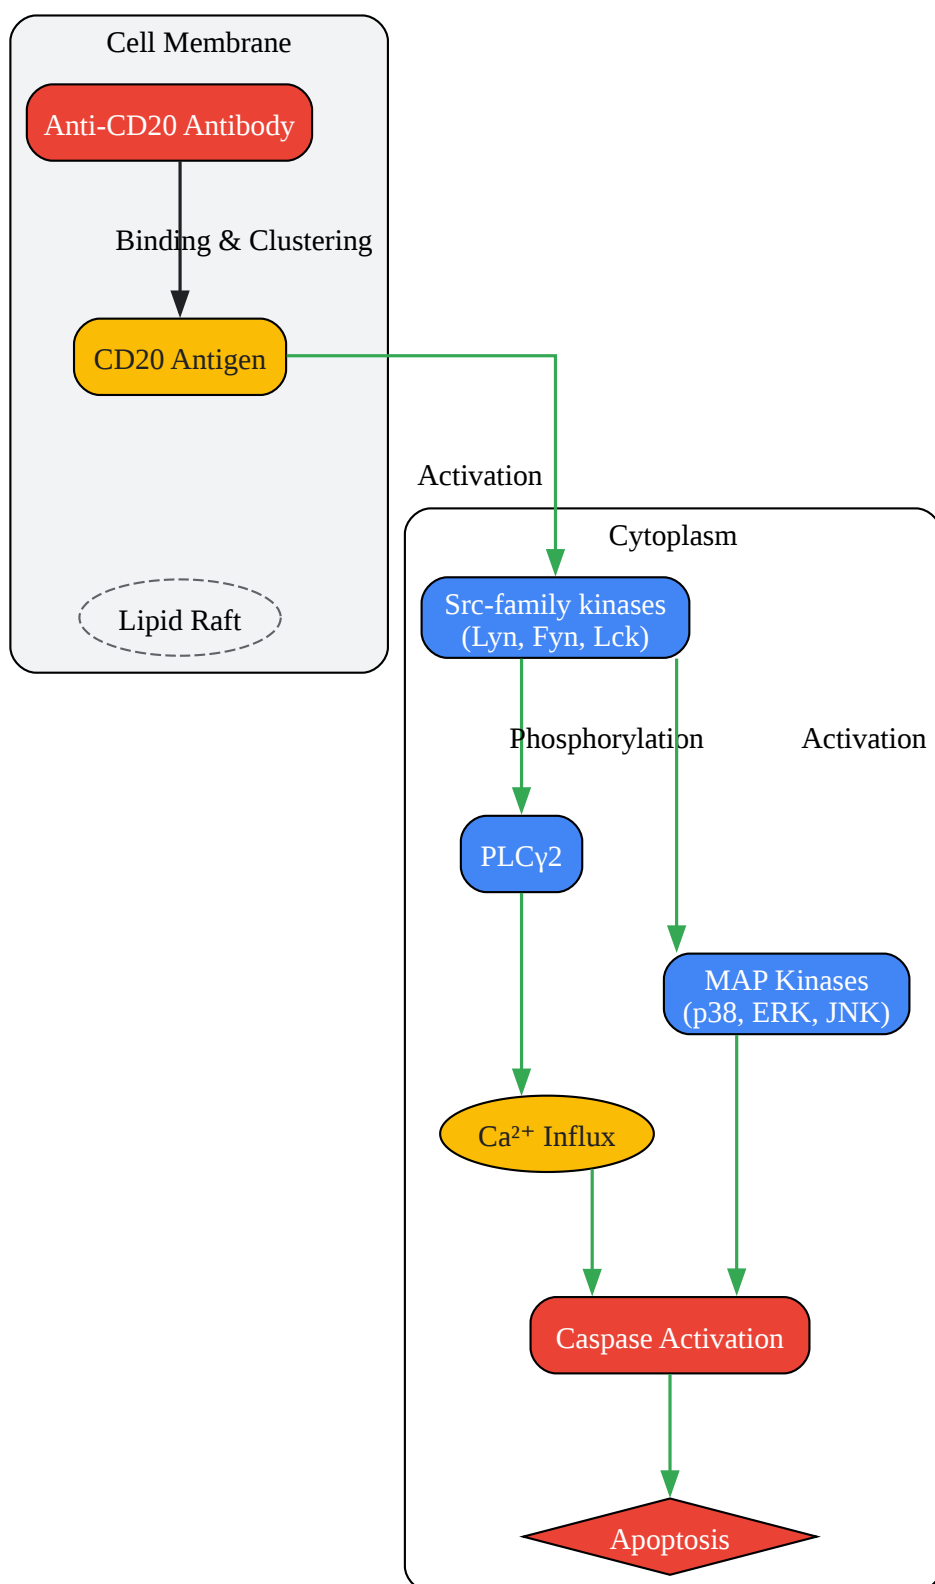 Cell Membrane
Anti-CD20 Antibody
Binding & Clustering
CD20 Antigen
Activation
Cytoplasm
Lipid Raft
Src-family kinases
(Lyn, Fyn, Lck)
Phosphorylation
Activation
PLCγ2
MAP Kinases
(p38, ERK, JNK)
Ca²⁺ Influx
Caspase Activation
Apoptosis